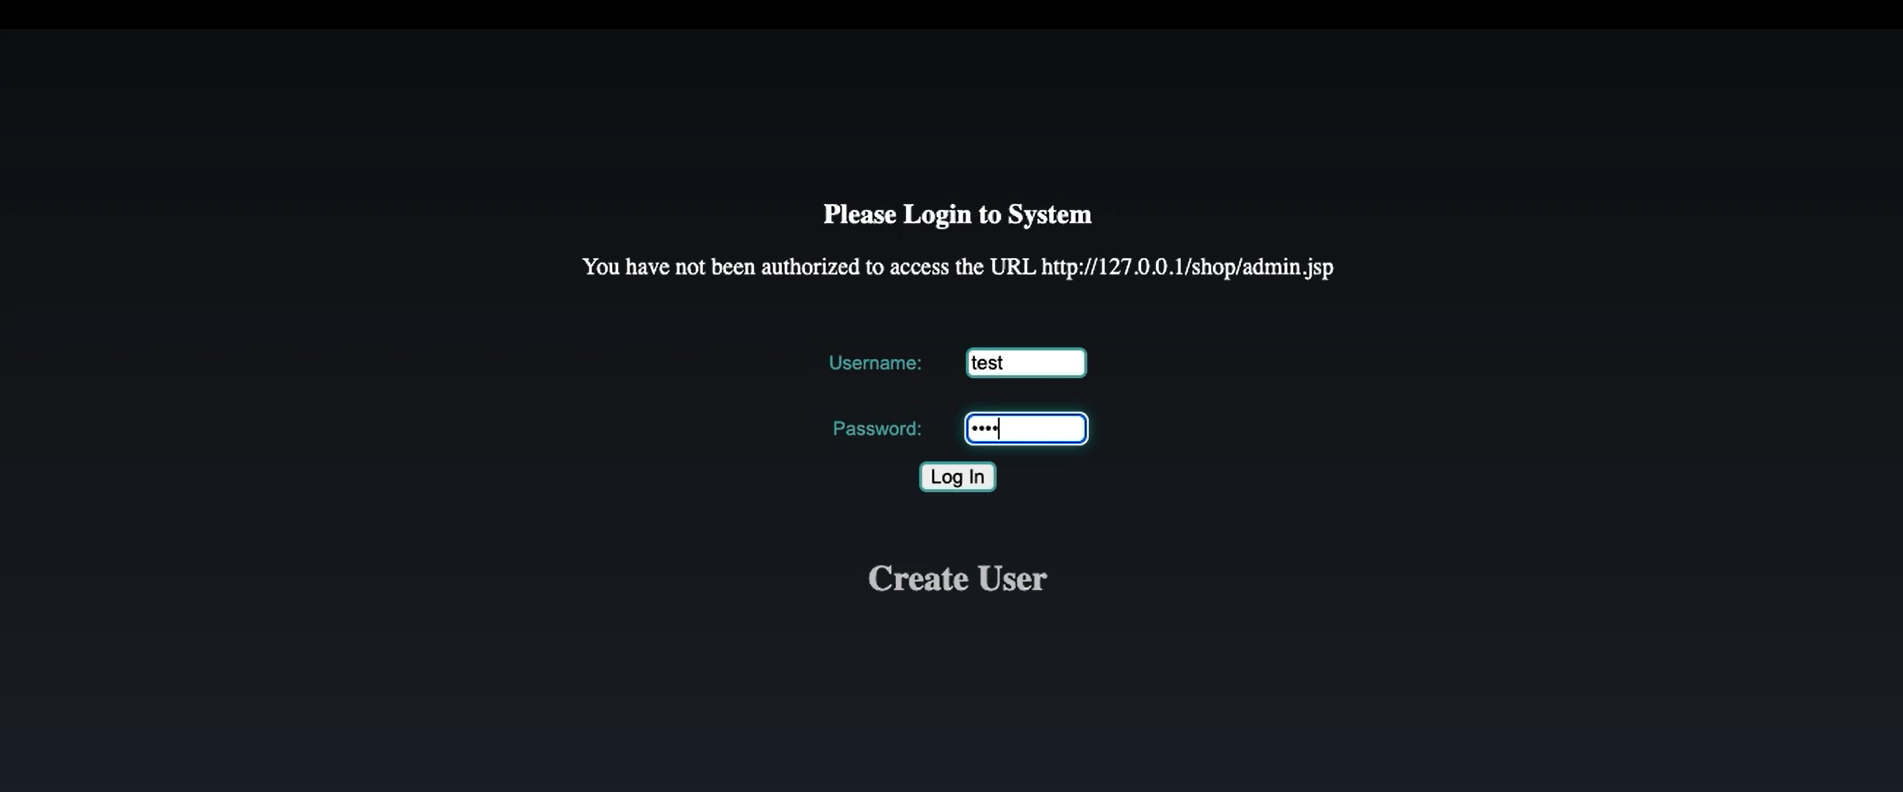 Please Login to System
You have not been authorized to access the URL http://127.0.0.1/shop/admin.jsp
Username: test
Password: ••••
Log In
Create User